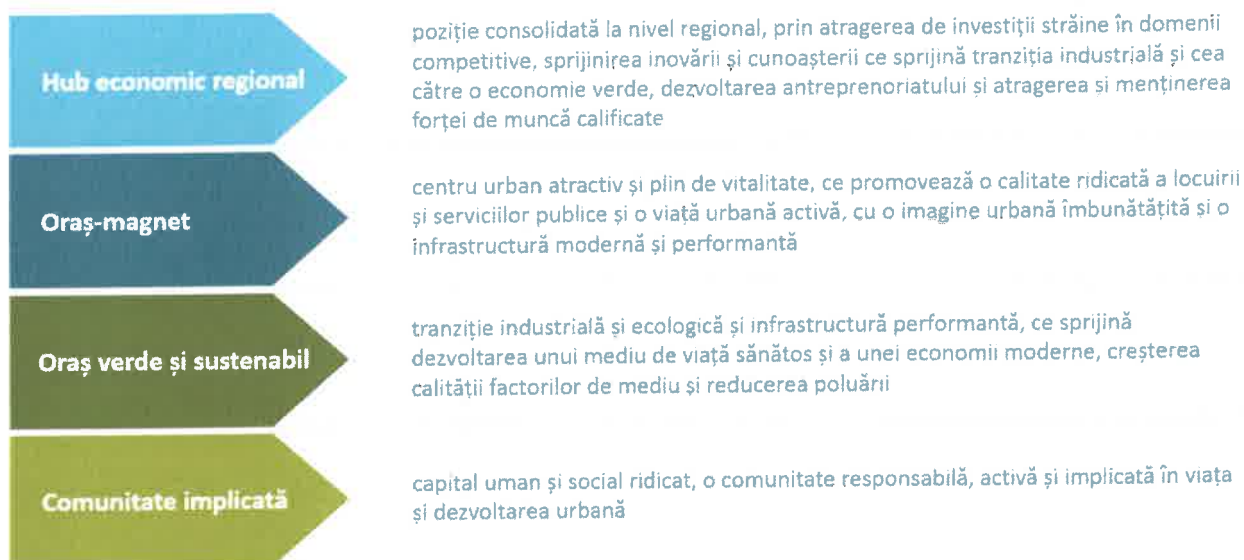 Hub economic regional
poziție consolidată la nivel regional, prin atragerea de investiții străine în domenii
competitive, sprijinirea inovării și cunoașterii ce sprijină tranziția industrială și cea
către o economie verde, dezvoltarea antreprenoriatului și atragerea și menținerea
forței de muncă calificate
Oraș-magnet
centru urban atractiv și plin de vitalitate, ce promovează o calitate ridicată a locuirii
și serviciilor publice și o viață urbană activă, cu o imagine urbană îmbunătățită și o
infrastructură modernă și performantă
Oraș verde și sustenabil
tranziție industrială și ecologică și infrastructură performantă, ce sprijină
dezvoltarea unui mediu de viață sănătos și a unei economii moderne, creșterea
calității factorilor de mediu și reducerea poluării
Comunitate implicată
capital uman și social ridicat, o comunitate responsabilă, activă și implicată în viața
și dezvoltarea urbană